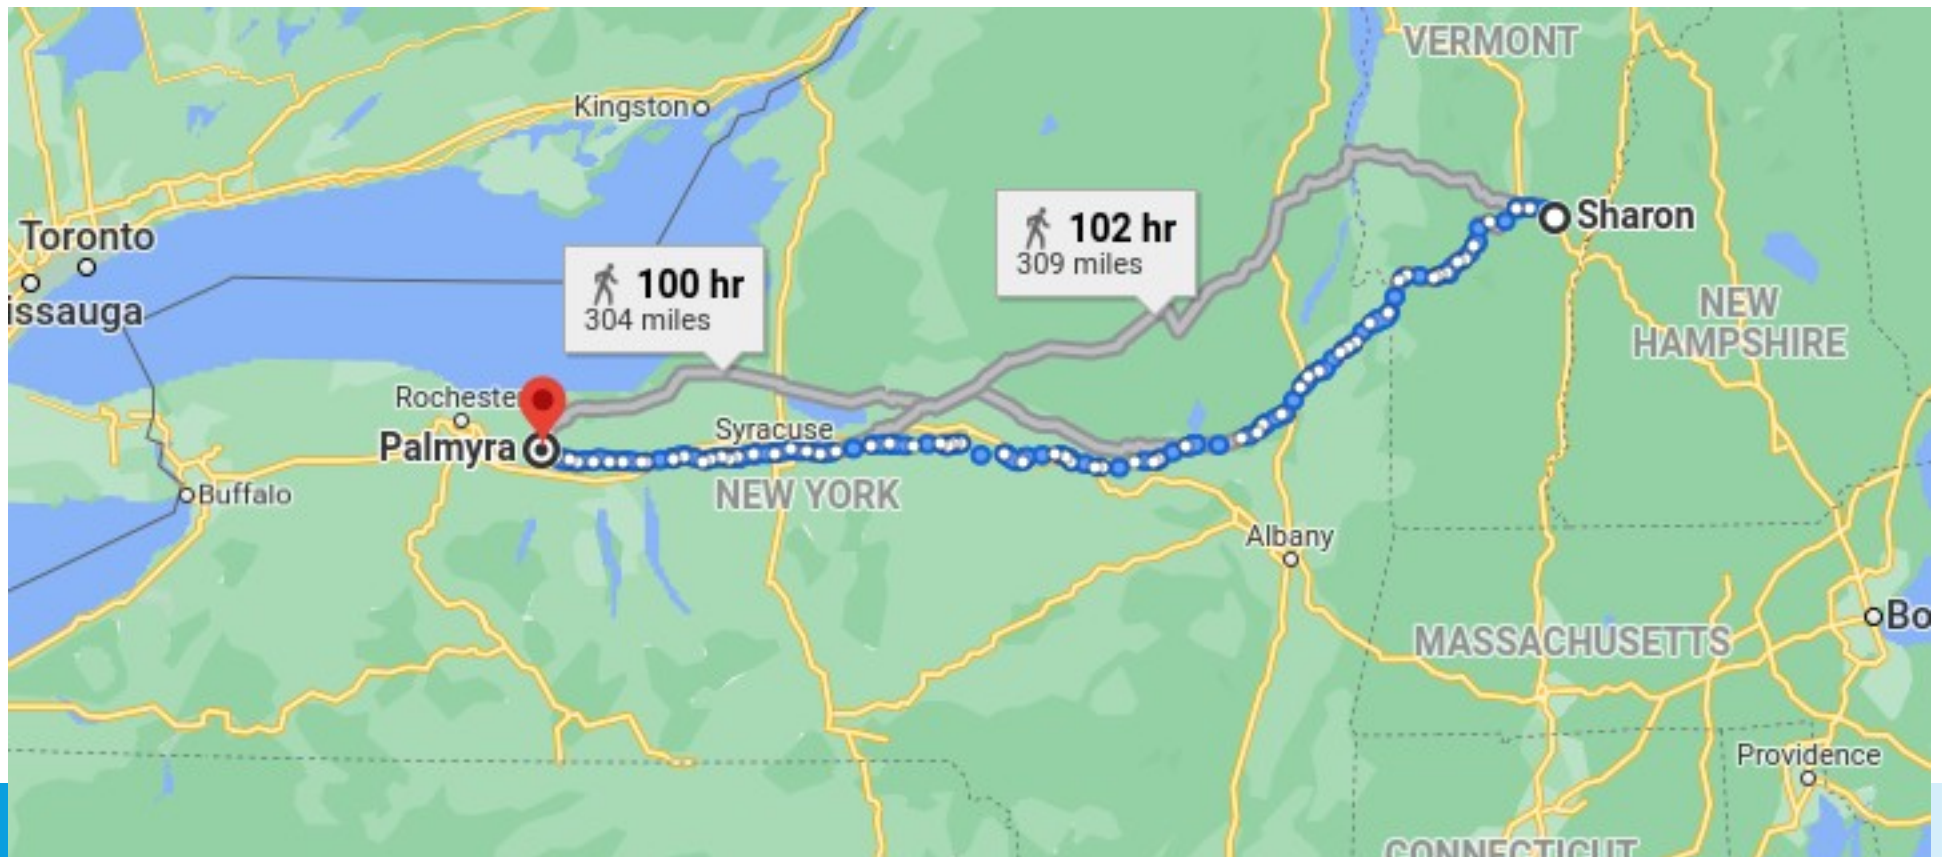 VERMONT
Kingston
102 hr
309 miles
Sharon
Toronto
issauga
100 hr
304 miles
NEW
HAMPSHIRE
Rocheste
Palmyra
Syracuse
NEW YORK
Buffalo
Albany
Bo
MASSACHUSETTS
Providence
CONNECTICUT